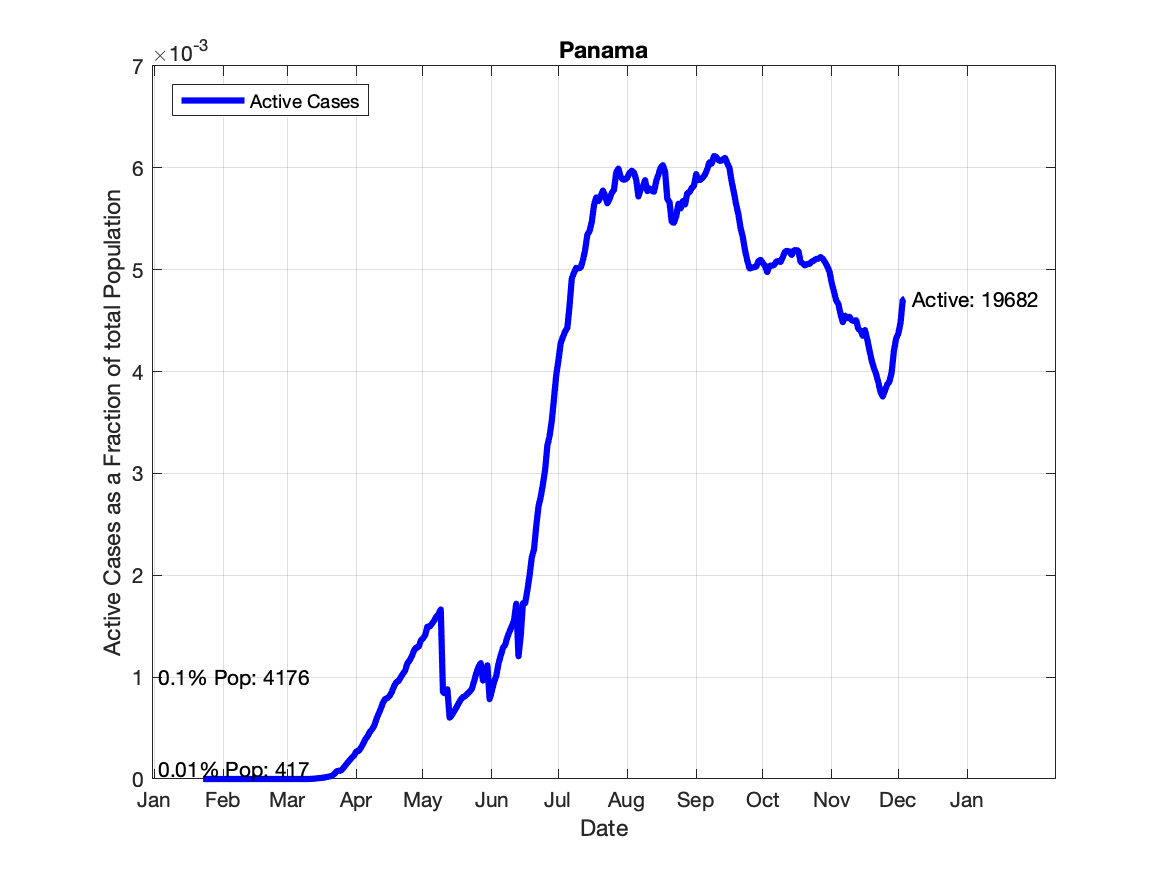 Panama
×10-3
7
6
5
4
3
2
1
0
Active Cases as a Fraction of total Population
Active Cases
Active: 19682
0.1% Pop: 4176
0.01% Pop: 417
Jan Feb Mar Apr May Jun Jul Aug Sep Oct Nov Dec Jan
Date